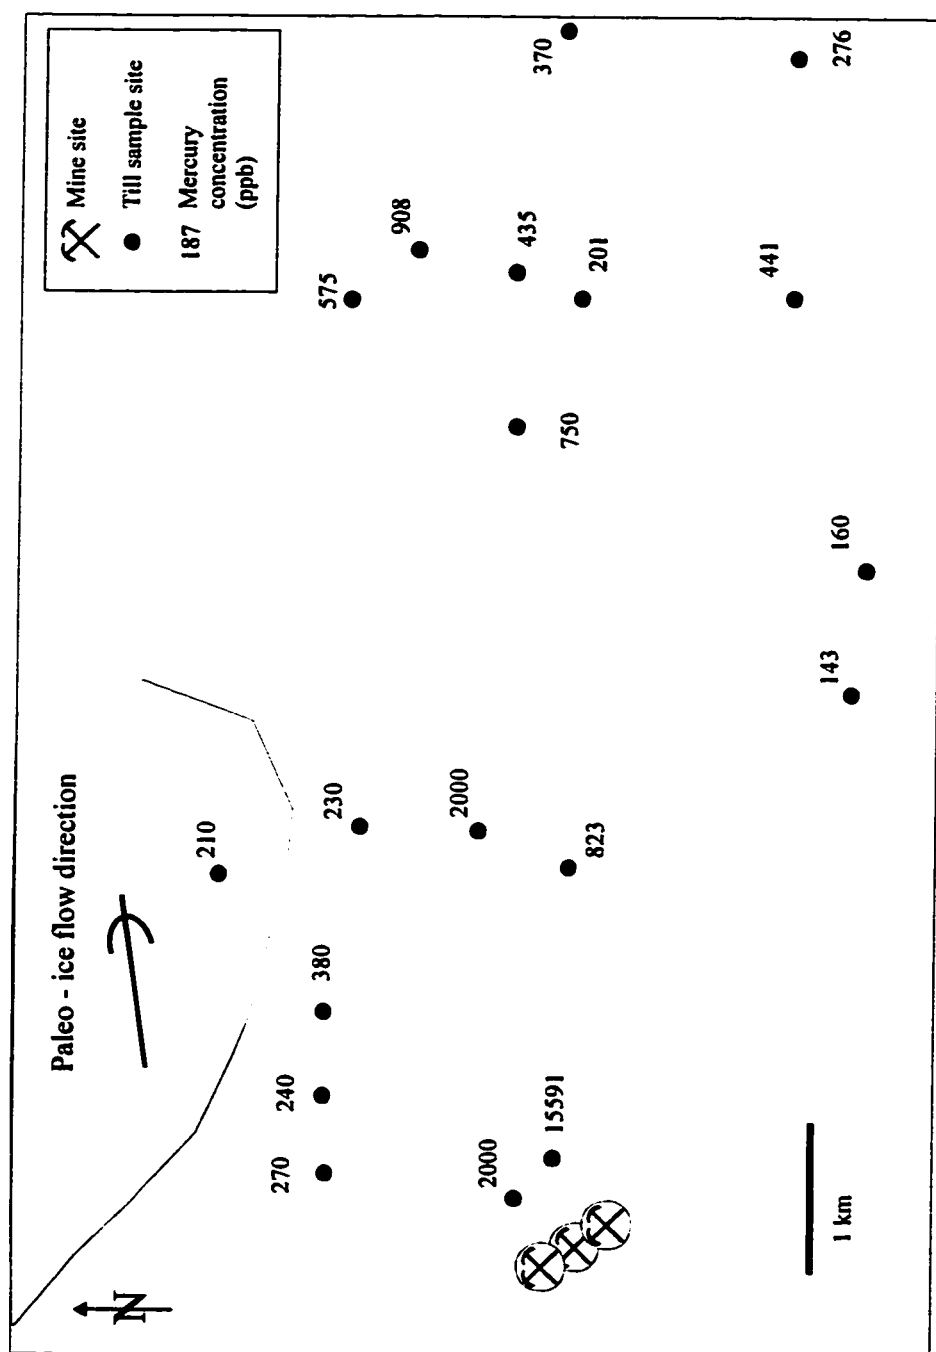 N
Paleo - ice flow direction
Mine site
Till sample site
187 Mercury
concentration
(ppb)
210
270
240
380
230
575
908
370
2000
15591
2000
823
750
435
201
143
160
441
276
1 km